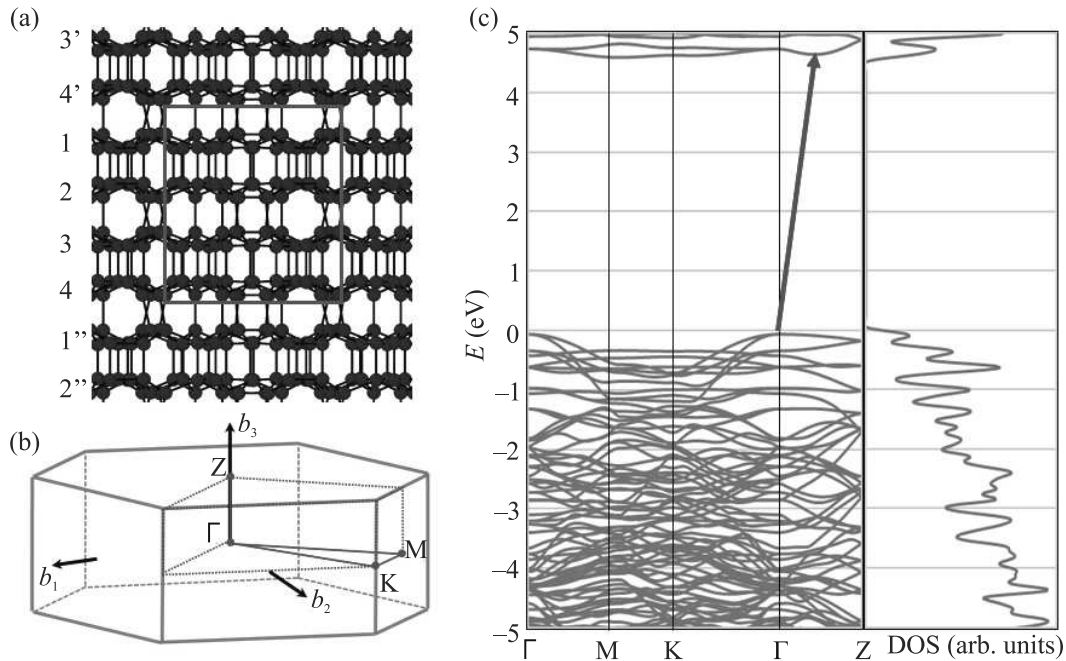 (a)
3’
4’
1
2
3
4
1”
2”
(b)
b3
Z
Γ
M
K
b1
b2
(c)
E (eV)
5
4
3
2
1
0
–1
–2
–3
–4
–5
Γ M K Γ Z
DOS (arb. units)